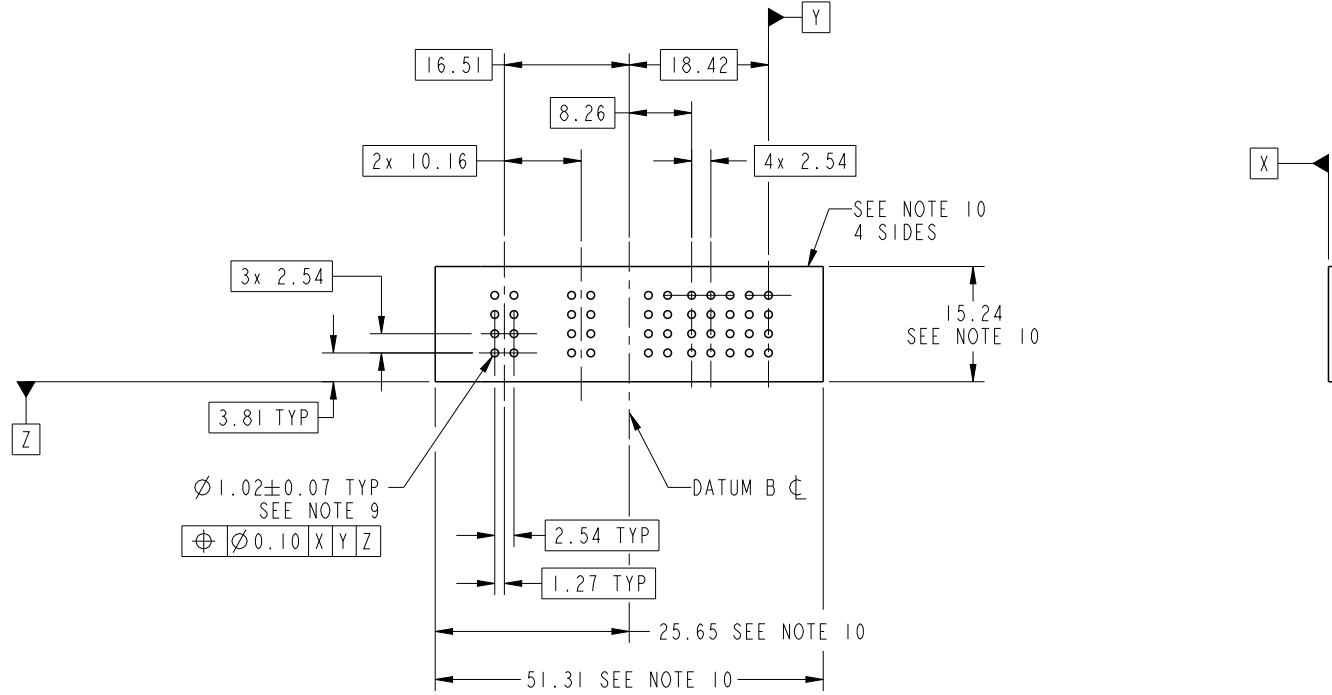 Y
16.51
18.42
8.26
2x 10.16
4x 2.54
X
SEE NOTE 10
4 SIDES
3x 2.54
15.24
SEE NOTE 10
3.81 TYP
Z
Ø1.02±0.07 TYP
SEE NOTE 9
⌖ Ø0.10 X Y Z
DATUM B ℄
2.54 TYP
1.27 TYP
25.65 SEE NOTE 10
51.31 SEE NOTE 10